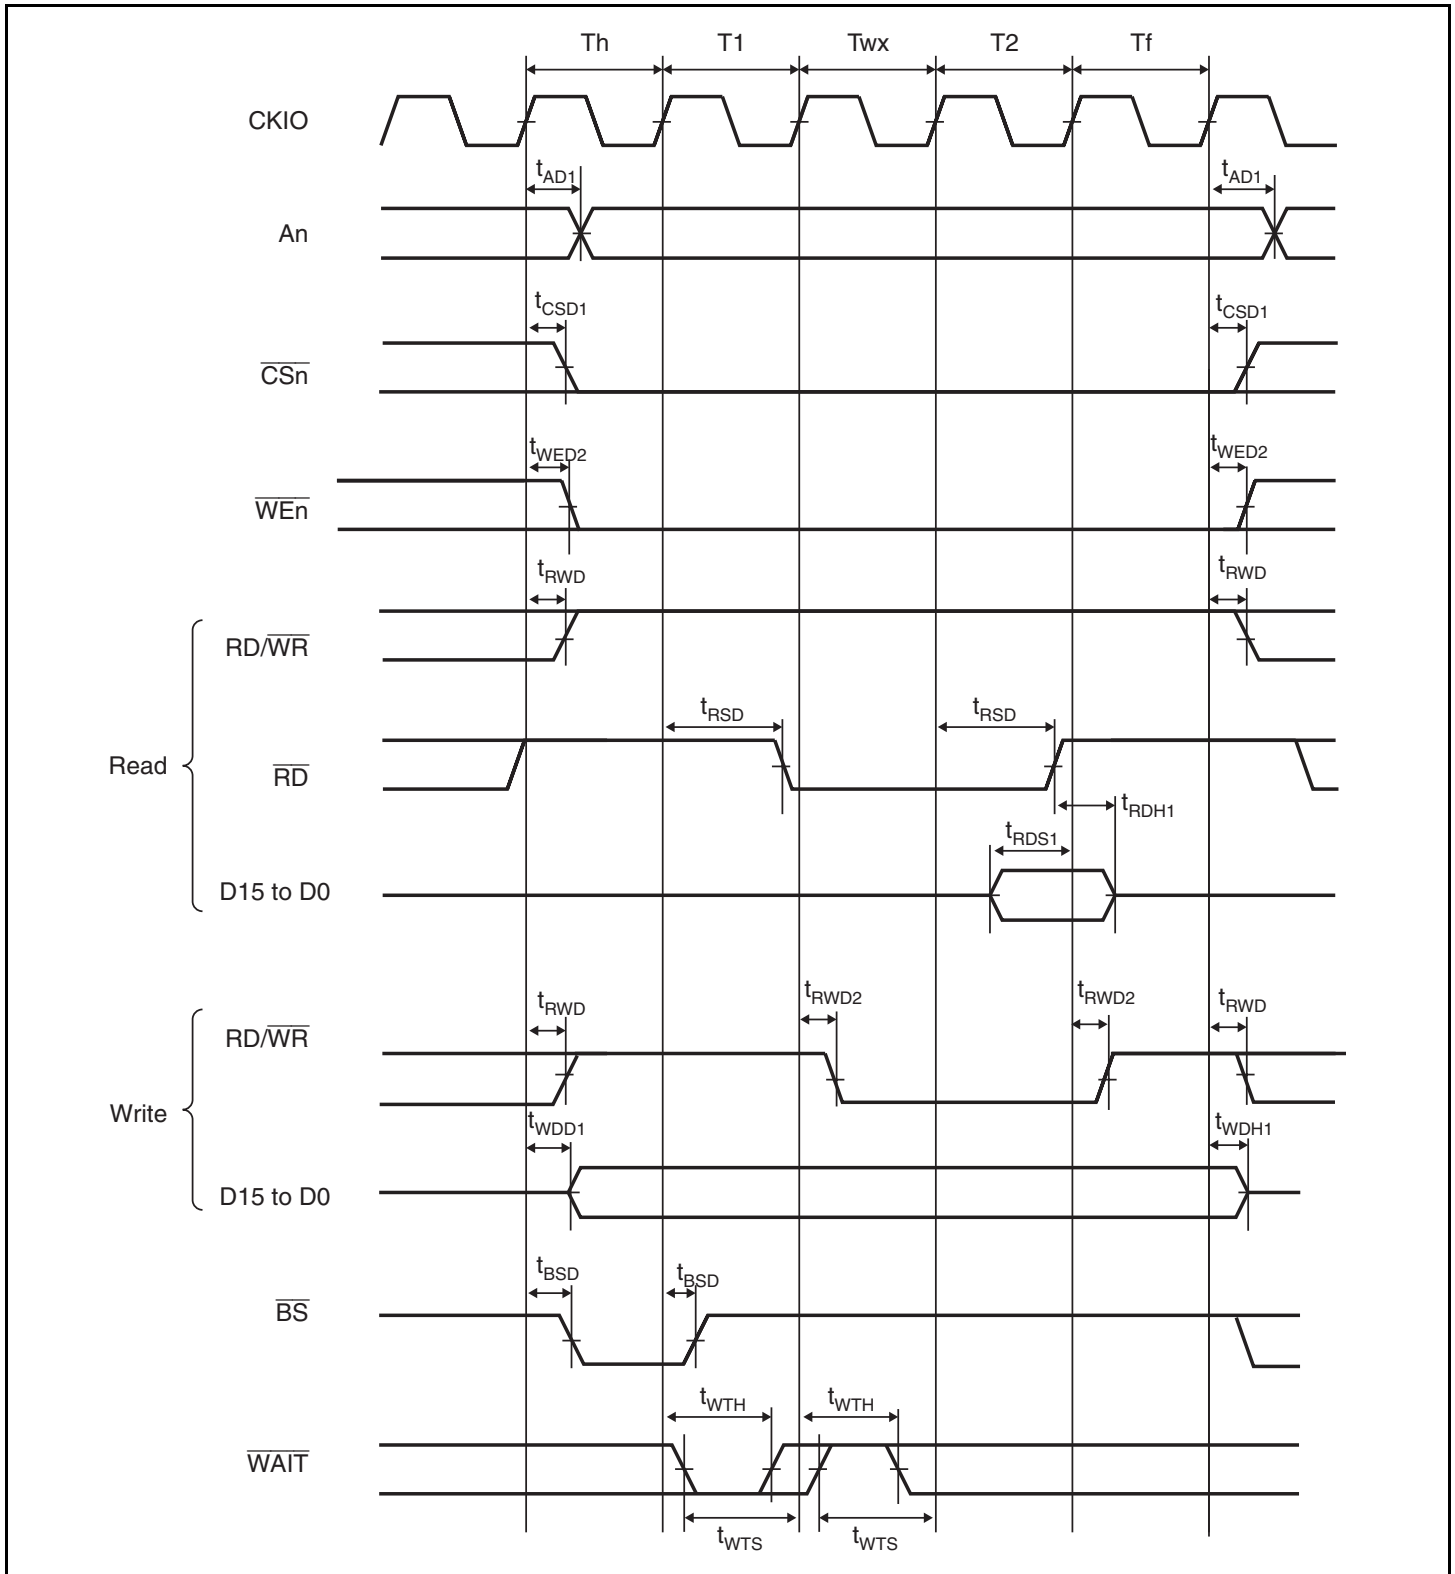 Th T1 Twx T2 Tf
CKIO
tAD1 tAD1
An
tCSD1 tCSD1
CSn
tWED2 tWED2
WEn
tRWD tRWD
RD/WR
tRSD tRSD
Read
RD
tRDH1
tRDS1
D15 to D0
tRWD tRWD2 tRWD2 tRWD
RD/WR
Write
tWDD1 tWDH1
D15 to D0
tBSD tBSD
BS
tWTH tWTH
WAIT
tWTS tWTS